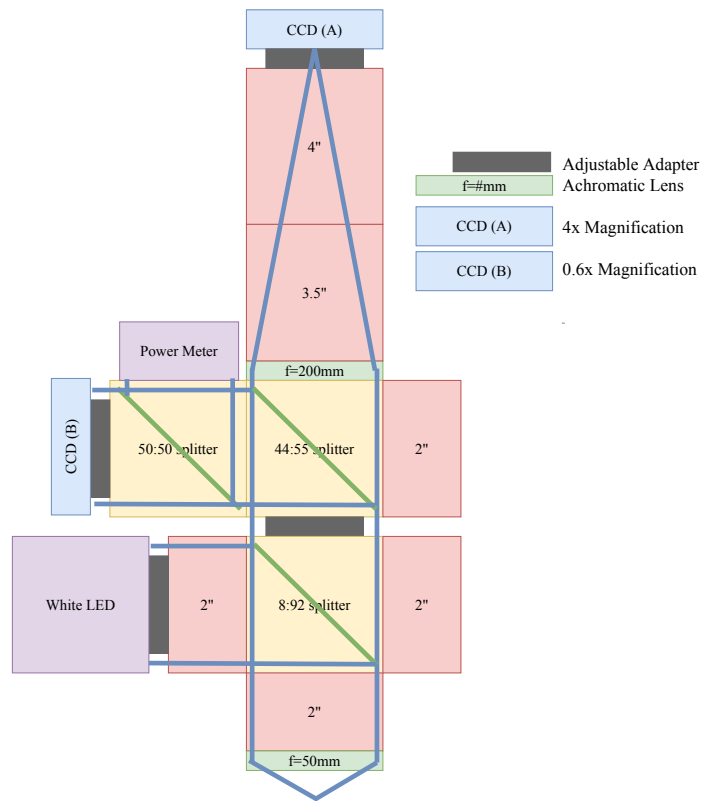 CCD (A)
4"
Adjustable Adapter
f=#mm
Achromatic Lens
CCD (A)
4x Magnification
CCD (B)
0.6x Magnification
3.5"
Power Meter
f=200mm
CCD (B)
50:50 splitter
44:55 splitter
2"
White LED
2"
8:92 splitter
2"
2"
f=50mm